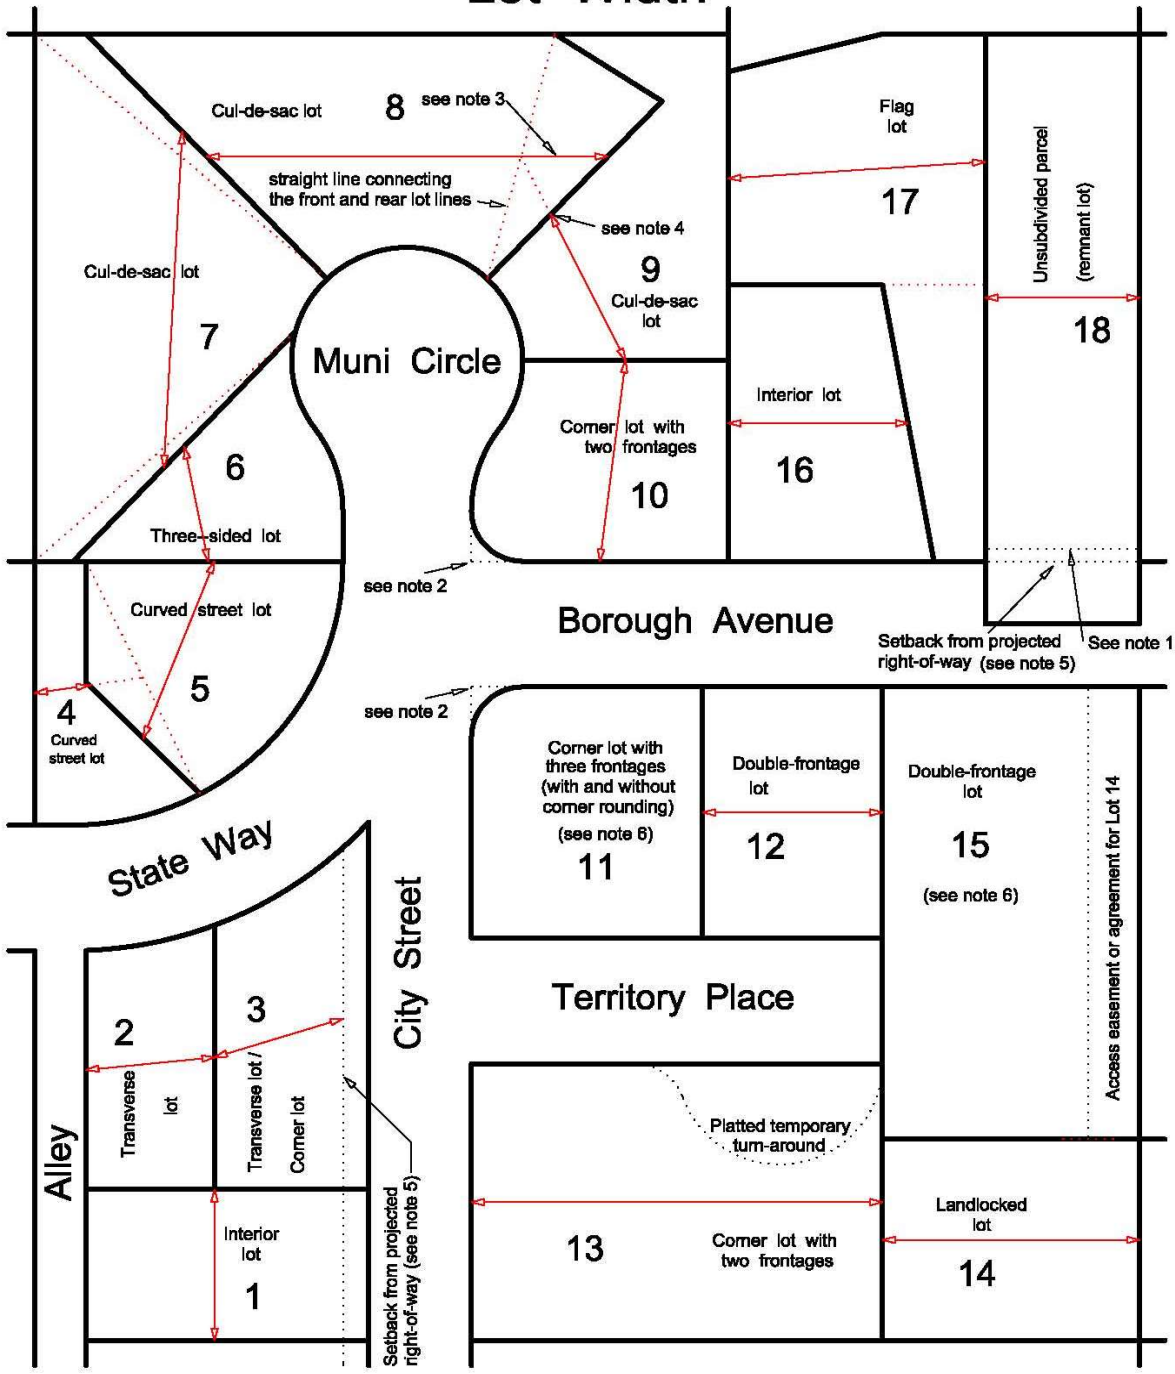 Lot Width
Cul-de-sac lot
8
see note 3
straight line connecting
the front and rear lot lines
see note 4
9
Cul-de-sac
lot
Flag
lot
17
Unsubdivided parcel
(remnant lot)
18
Cul-de-sac lot
7
Muni Circle
6
Three-sided lot
Corner lot with
two frontages
10
Interior lot
16
see note 2
Curved street lot
5
4
Curved
street lot
Borough Avenue
Setback from projected
right-of-way (see note 5)
See note 1
see note 2
Corner lot with
three frontages
(with and without
corner rounding)
(see note 6)
11
Double-frontage
lot
12
Double-frontage
lot
15
(see note 6)
Access easement or agreement for Lot 14
State Way
City Street
Territory Place
2
Transverse
lot
3
Transverse lot /
Corner lot
Alley
Interior
lot
1
Setback from projected
right-of-way (see note 5)
Platted temporary
turn-around
13
Corner lot with
two frontages
Landlocked
lot
14